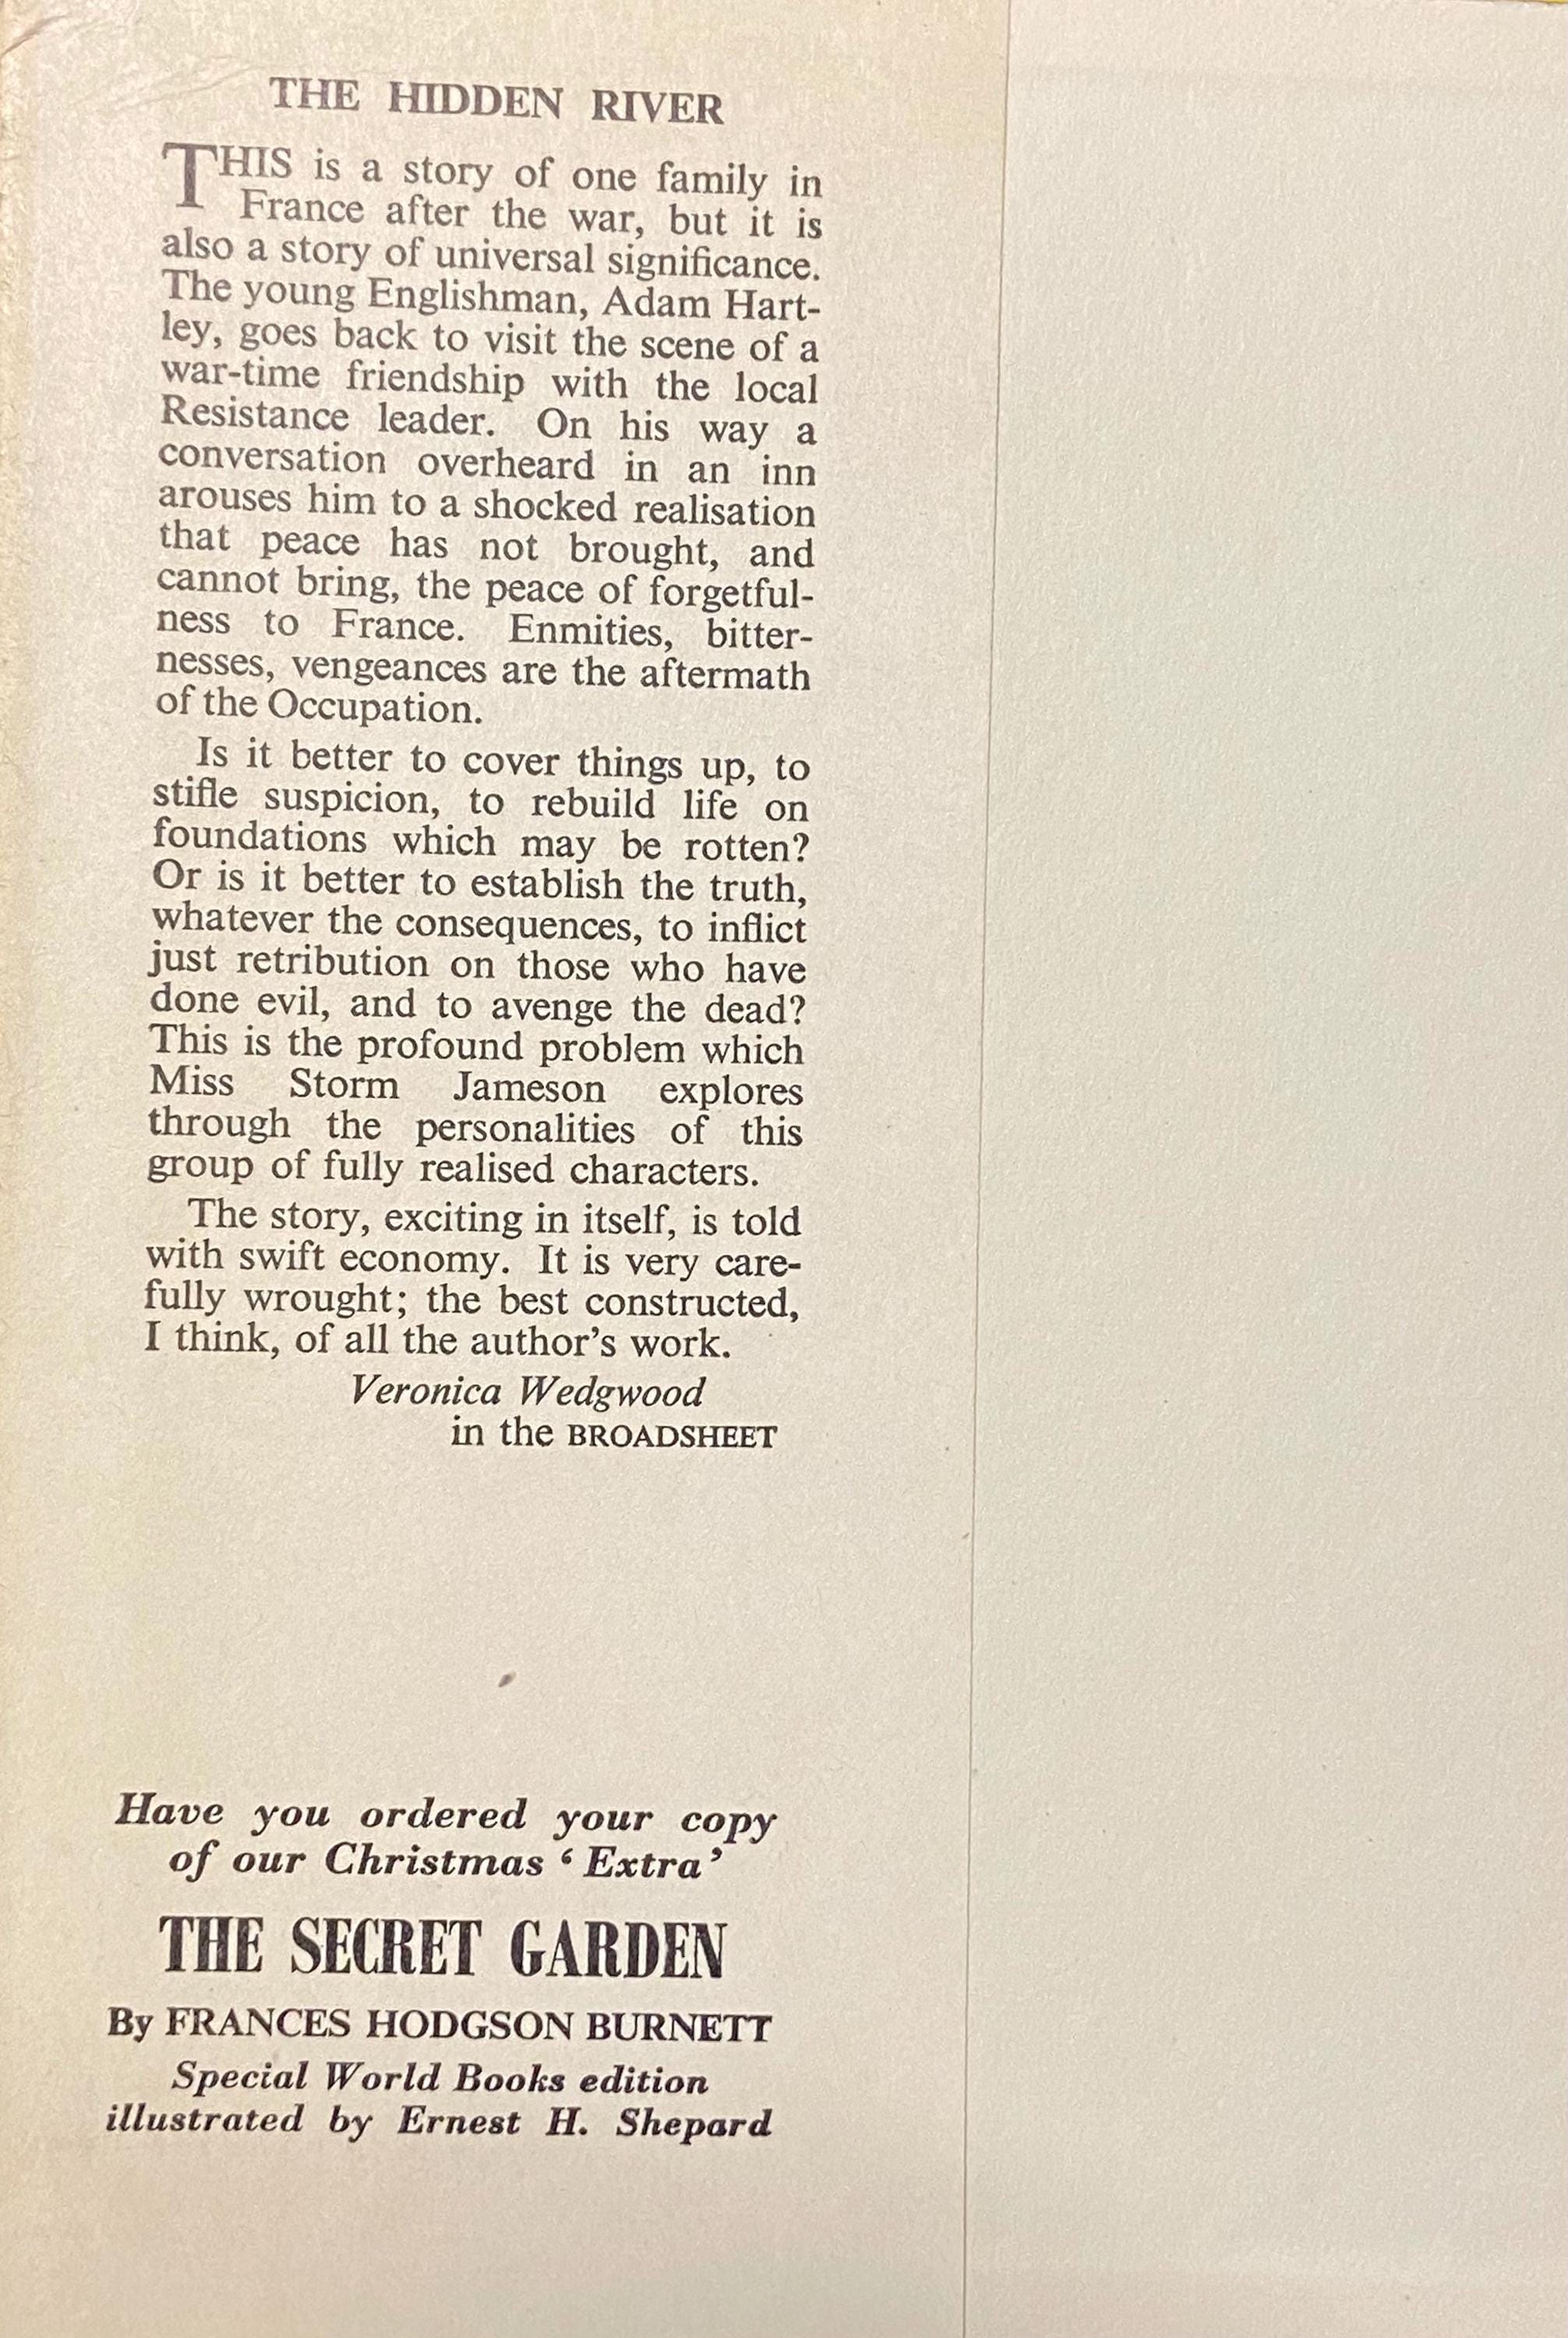 THE HIDDEN RIVER
THIS is a story of one family in
France after the war, but it is
also a story of universal significance.
The young Englishman, Adam Hart-
ley, goes back to visit the scene of a
war-time friendship with the local
Resistance leader. On his way a
conversation overheard in an inn
arouses him to a shocked realisation
that peace has not brought, and
cannot bring, the peace of forgetful-
ness to France. Enmities, bitter-
nesses, vengeances are the aftermath
of the Occupation.
Is it better to cover things up, to
stifle suspicion, to rebuild life on
foundations which may be rotten?
Or is it better to establish the truth,
whatever the consequences, to inflict
just retribution on those who have
done evil, and to avenge the dead?
This is the profound problem which
Miss Storm Jameson explores
through the personalities of this
group of fully realised characters.
The story, exciting in itself, is told
with swift economy. It is very care-
fully wrought; the best constructed,
I think, of all the author's work.
Veronica Wedgwood
in the BROADSHEET
Have you ordered your copy
of our Christmas ‘Extra’
THE SECRET GARDEN
By FRANCES HODGSON BURNETT
Special World Books edition
illustrated by Ernest H. Shepard